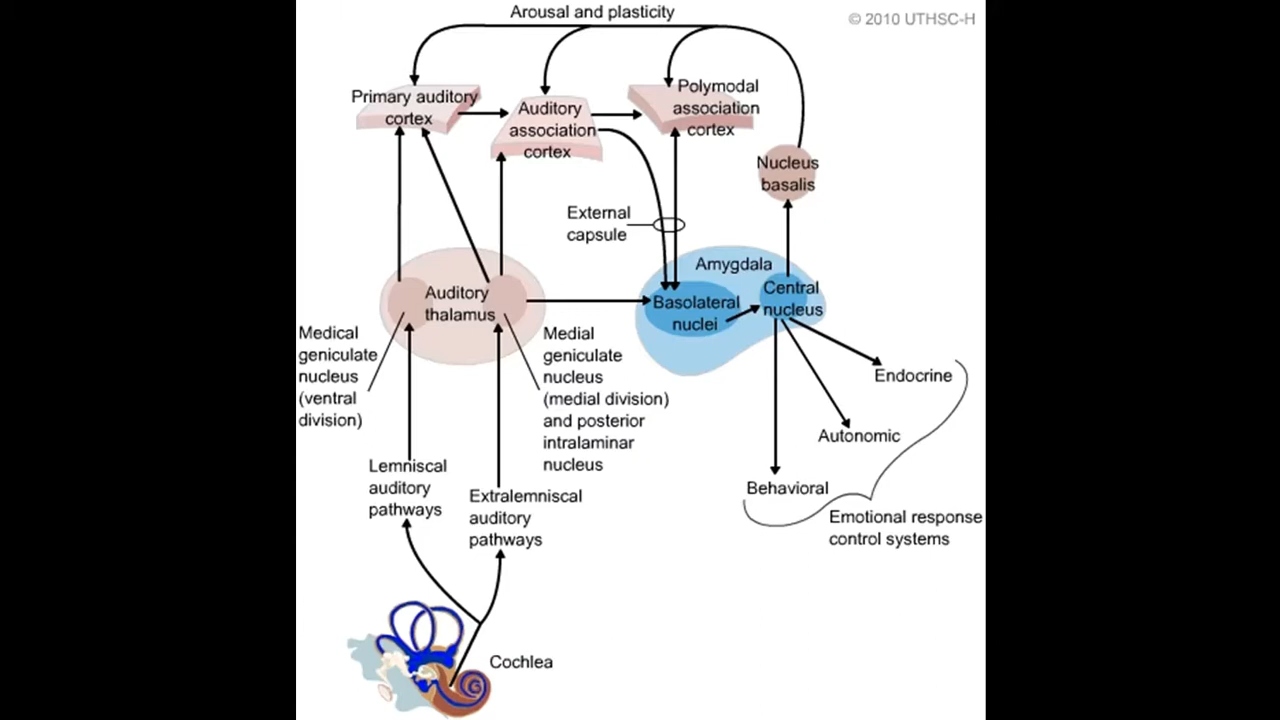 Arousal and plasticity
© 2010 UTHSC-H
Primary auditory
cortex
Auditory
association
cortex
Polymodal
association
cortex
Nucleus
basalis
External
capsule
Amygdala
Auditory
thalamus
Basolateral
nuclei
Central
nucleus
Medical
geniculate
nucleus
(ventral
division)
Medial
geniculate
nucleus
(medial division)
and posterior
intralaminar
nucleus
Endocrine
Autonomic
Behavioral
Emotional response
control systems
Lemniscal
auditory
pathways
Extralemniscal
auditory
pathways
Cochlea